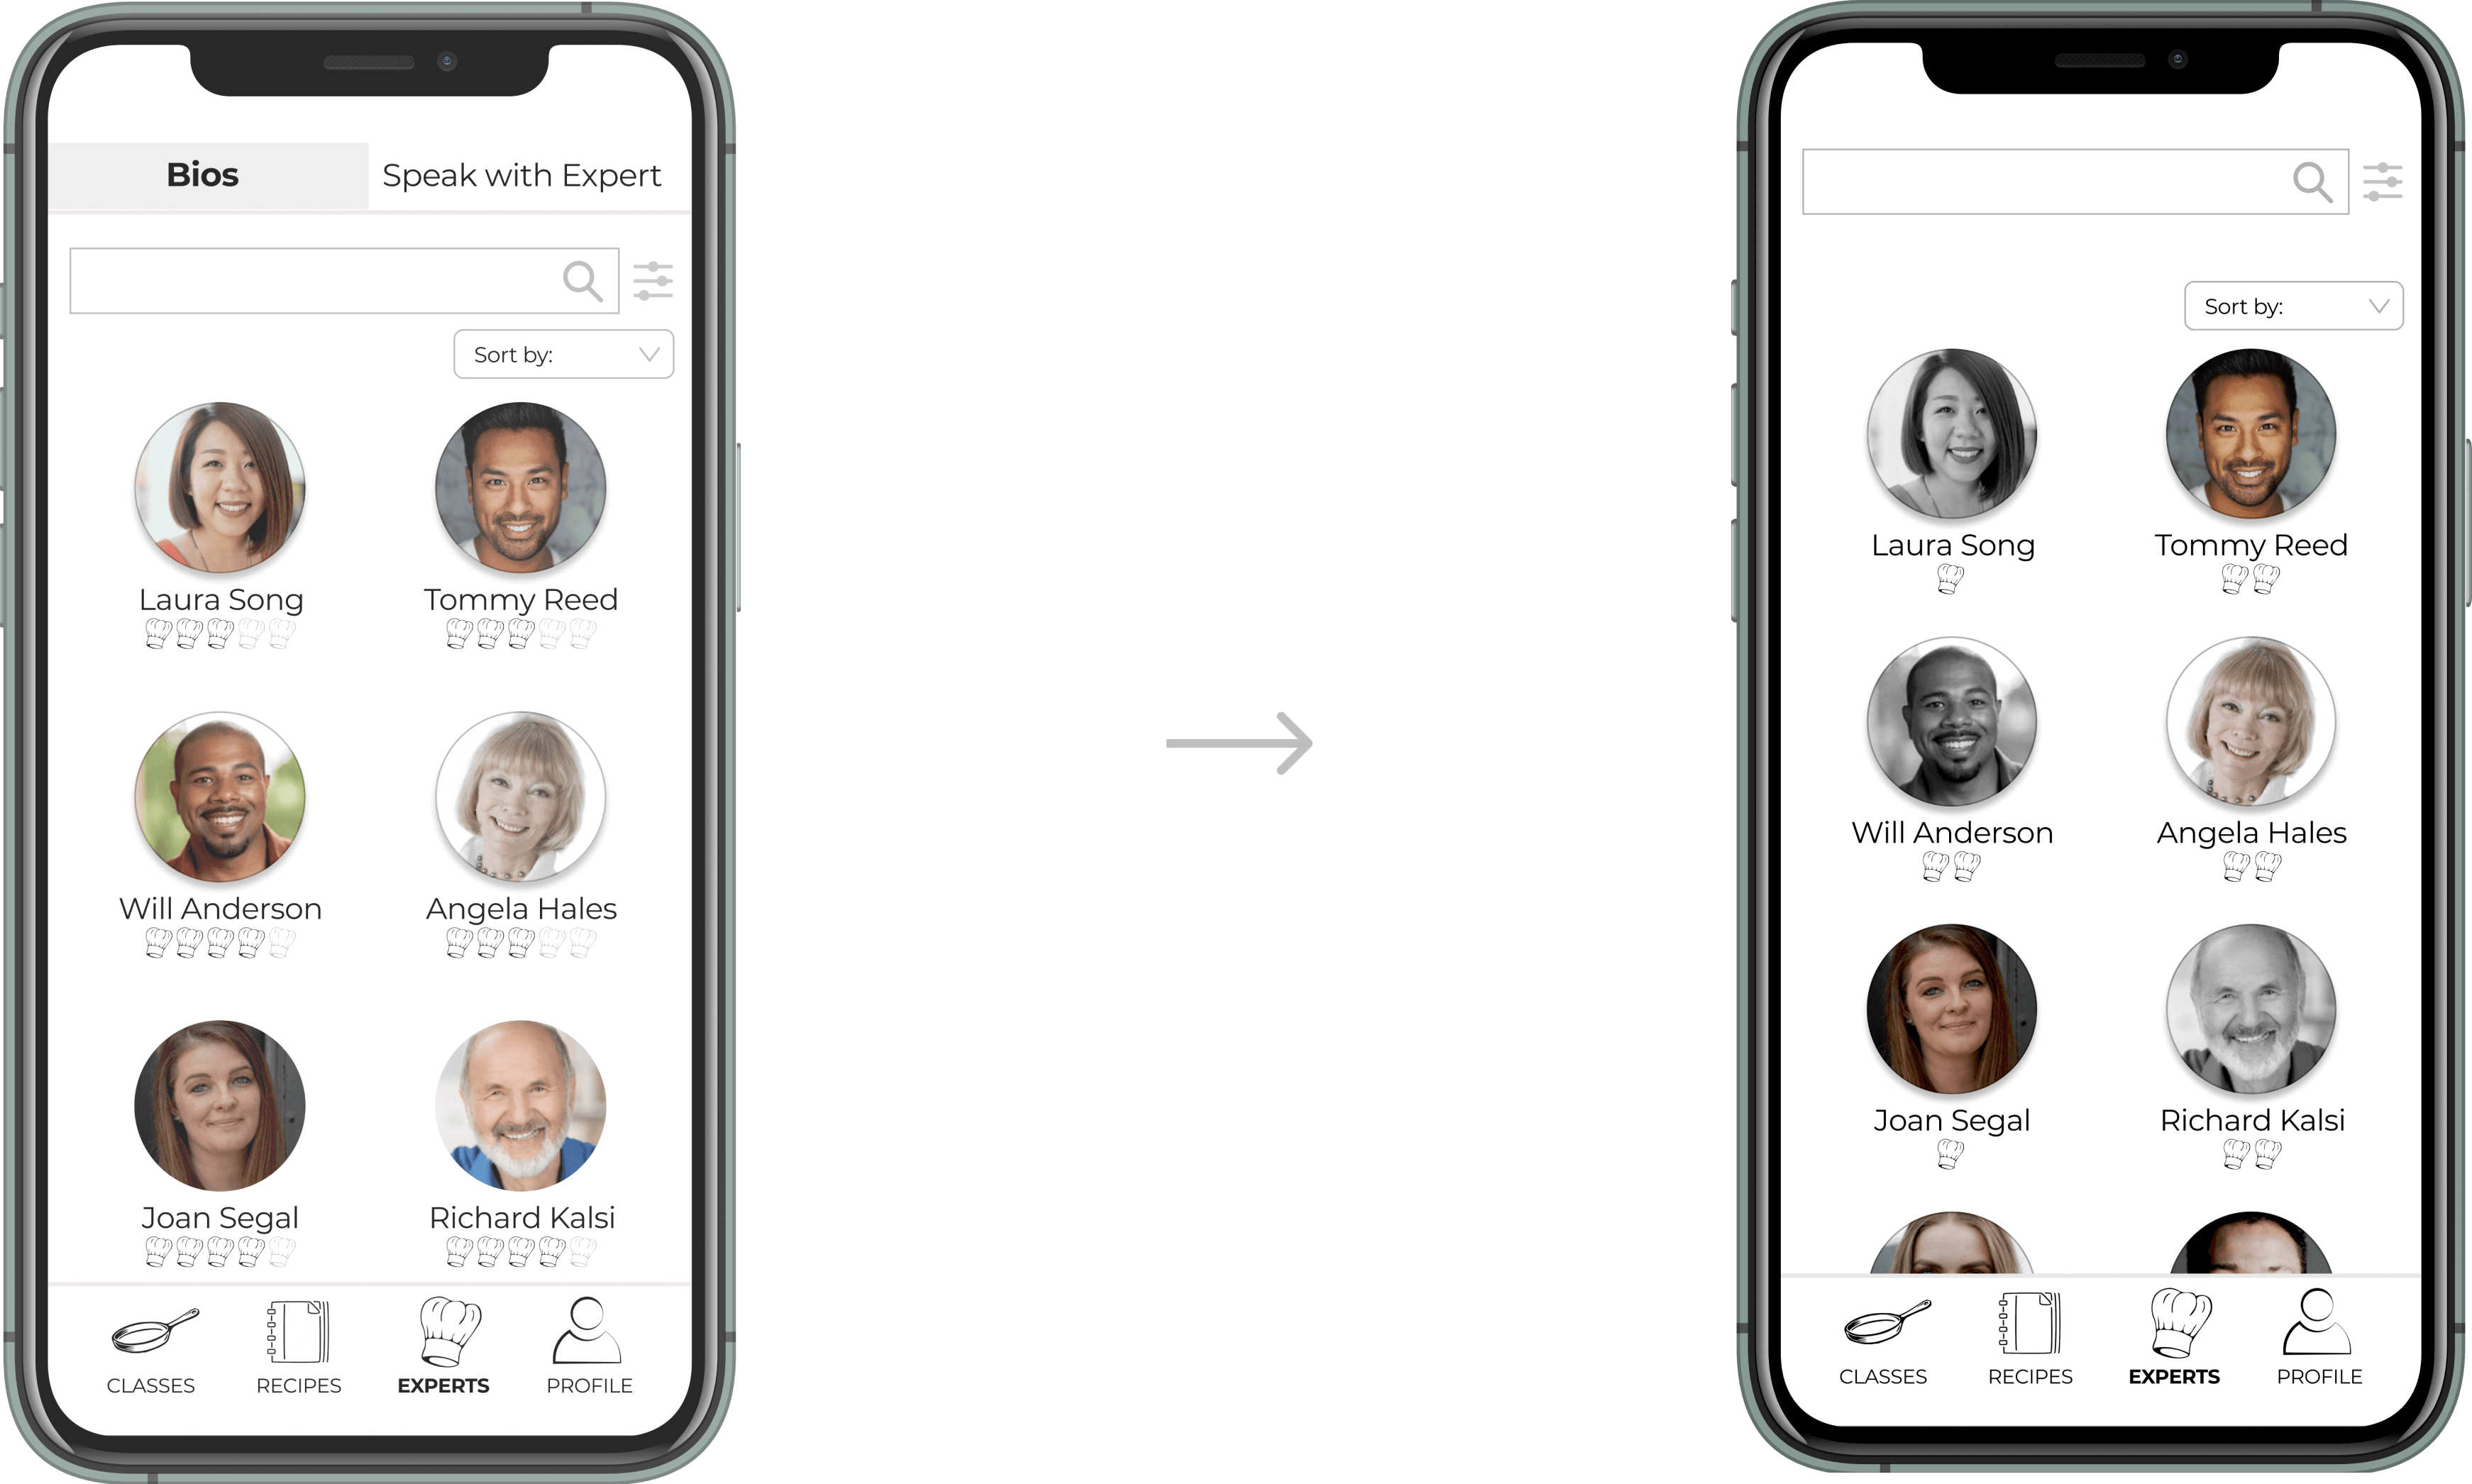 Bios
Speak with Expert
Sort by:
Laura Song
Tommy Reed
Will Anderson
Angela Hales
Joan Segal
Richard Kalsi
CLASSES
RECIPES
EXPERTS
PROFILE
Sort by:
Laura Song
Tommy Reed
Will Anderson
Angela Hales
Joan Segal
Richard Kalsi
CLASSES
RECIPES
EXPERTS
PROFILE